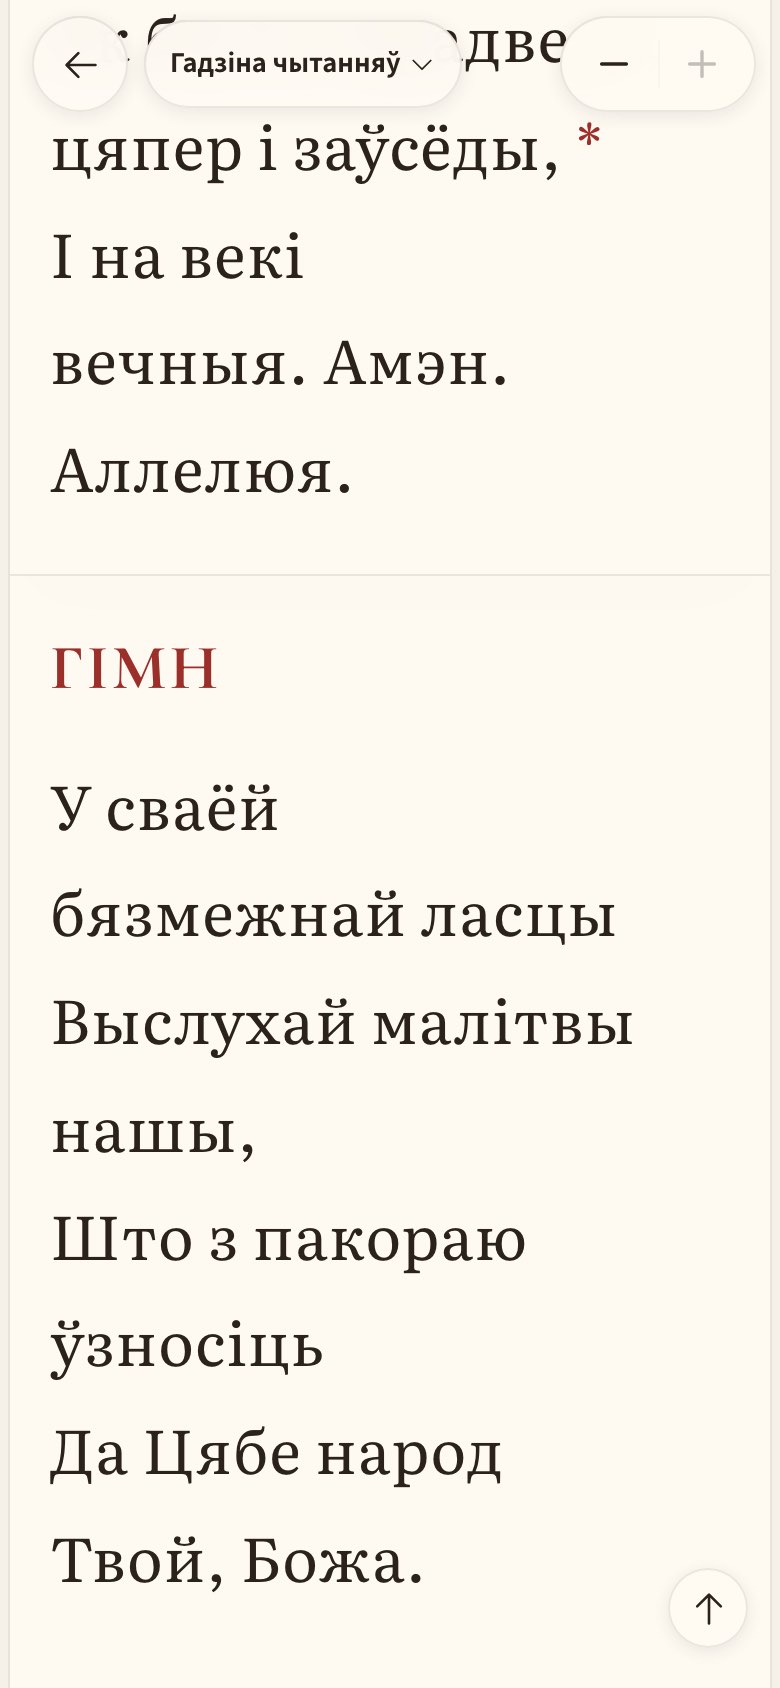 Гадзіна чытанняў
цяпер і заўсёды, *
І на векі
вечныя. Амэн.
Аллелюя.
ГІМН
У сваёй
бязмежнай ласцы
Выслухай малітвы
нашы,
Што з пакораю
ўзносіць
Да Цябе народ
Твой, Божа.